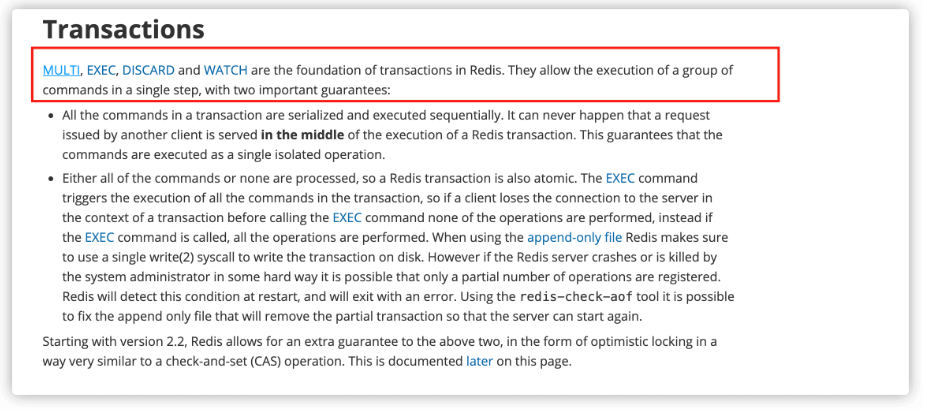 Transactions
MULTI, EXEC, DISCARD and WATCH are the foundation of transactions in Redis. They allow the execution of a group of
commands in a single step, with two important guarantees:
• All the commands in a transaction are serialized and executed sequentially. It can never happen that a request
issued by another client is served in the middle of the execution of a Redis transaction. This guarantees that the
commands are executed as a single isolated operation.
• Either all of the commands or none are processed, so a Redis transaction is also atomic. The EXEC command
triggers the execution of all the commands in the transaction, so if a client loses the connection to the server in
the context of a transaction before calling the EXEC command none of the operations are performed, instead if
the EXEC command is called, all the operations are performed. When using the append-only file Redis makes sure
to use a single write(2) syscall to write the transaction on disk. However if the Redis server crashes or is killed by
the system administrator in some hard way it is possible that only a partial number of operations are registered.
Redis will detect this condition at restart, and will exit with an error. Using the redis-check-aof tool it is possible
to fix the append only file that will remove the partial transaction so that the server can start again.
Starting with version 2.2, Redis allows for an extra guarantee to the above two, in the form of optimistic locking in a
way very similar to a check-and-set (CAS) operation. This is documented later on this page.